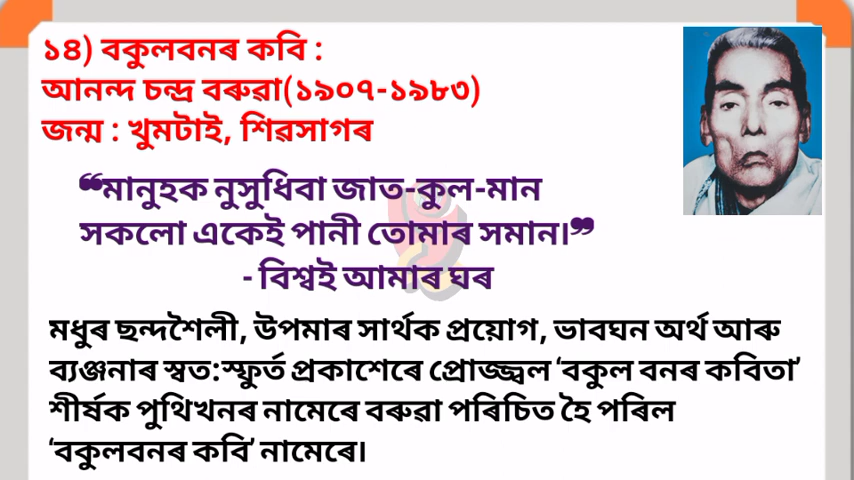 ১৪) বকুলবনৰ কবি :
আনন্দ চন্দ্ৰ বৰুৱা(১৯০৭-১৯৮৩)
জন্ম : খুমটাই, শিৱসাগৰ
❝মানুহক নুসুধিবা জাত-কুল-মান
সকলো একেই পানী তোমাৰ সমান।❞
- বিশ্বই আমাৰ ঘৰ
মধুৰ ছন্দশৈলী, উপমাৰ সাৰ্থক প্ৰয়োগ, ভাবঘন অৰ্থ আৰু
ব্যঞ্জনাৰ স্বত:স্ফুৰ্ত প্ৰকাশেৰে প্ৰোজ্জ্বল ‘বকুল বনৰ কবিতা’
শীৰ্ষক পুথিখনৰ নামেৰে বৰুৱা পৰিচিত হৈ পৰিল
‘বকুলবনৰ কবি’ নামেৰে।